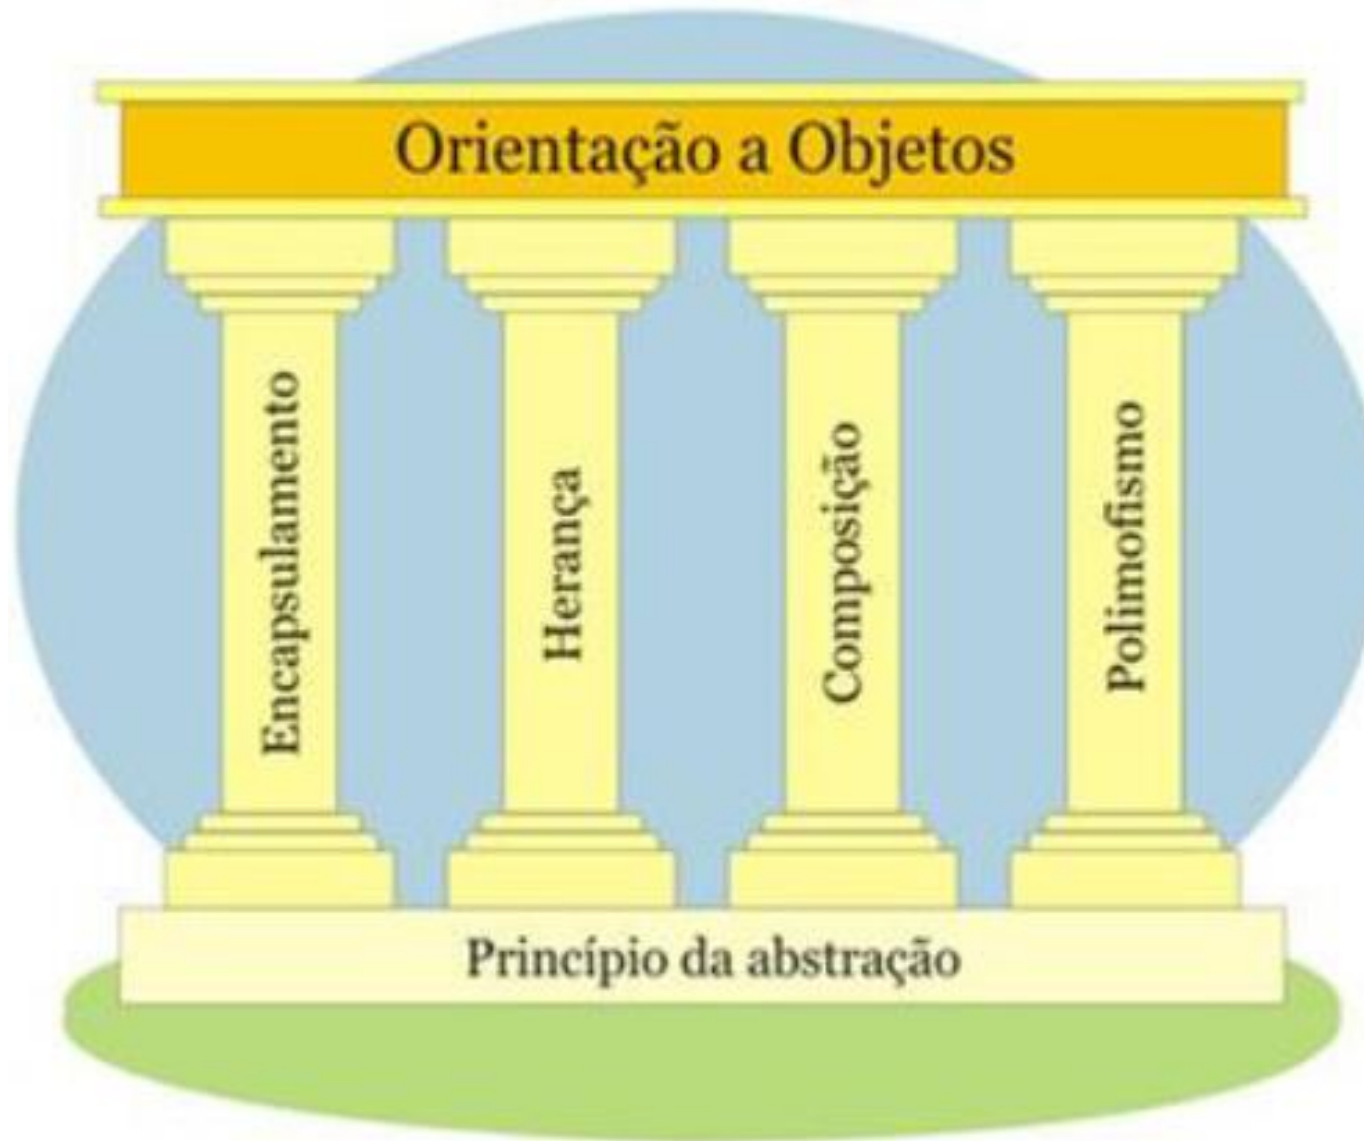 Orientação a Objetos
Encapsulamento
Herança
Composição
Polimofismo
Princípio da abstração